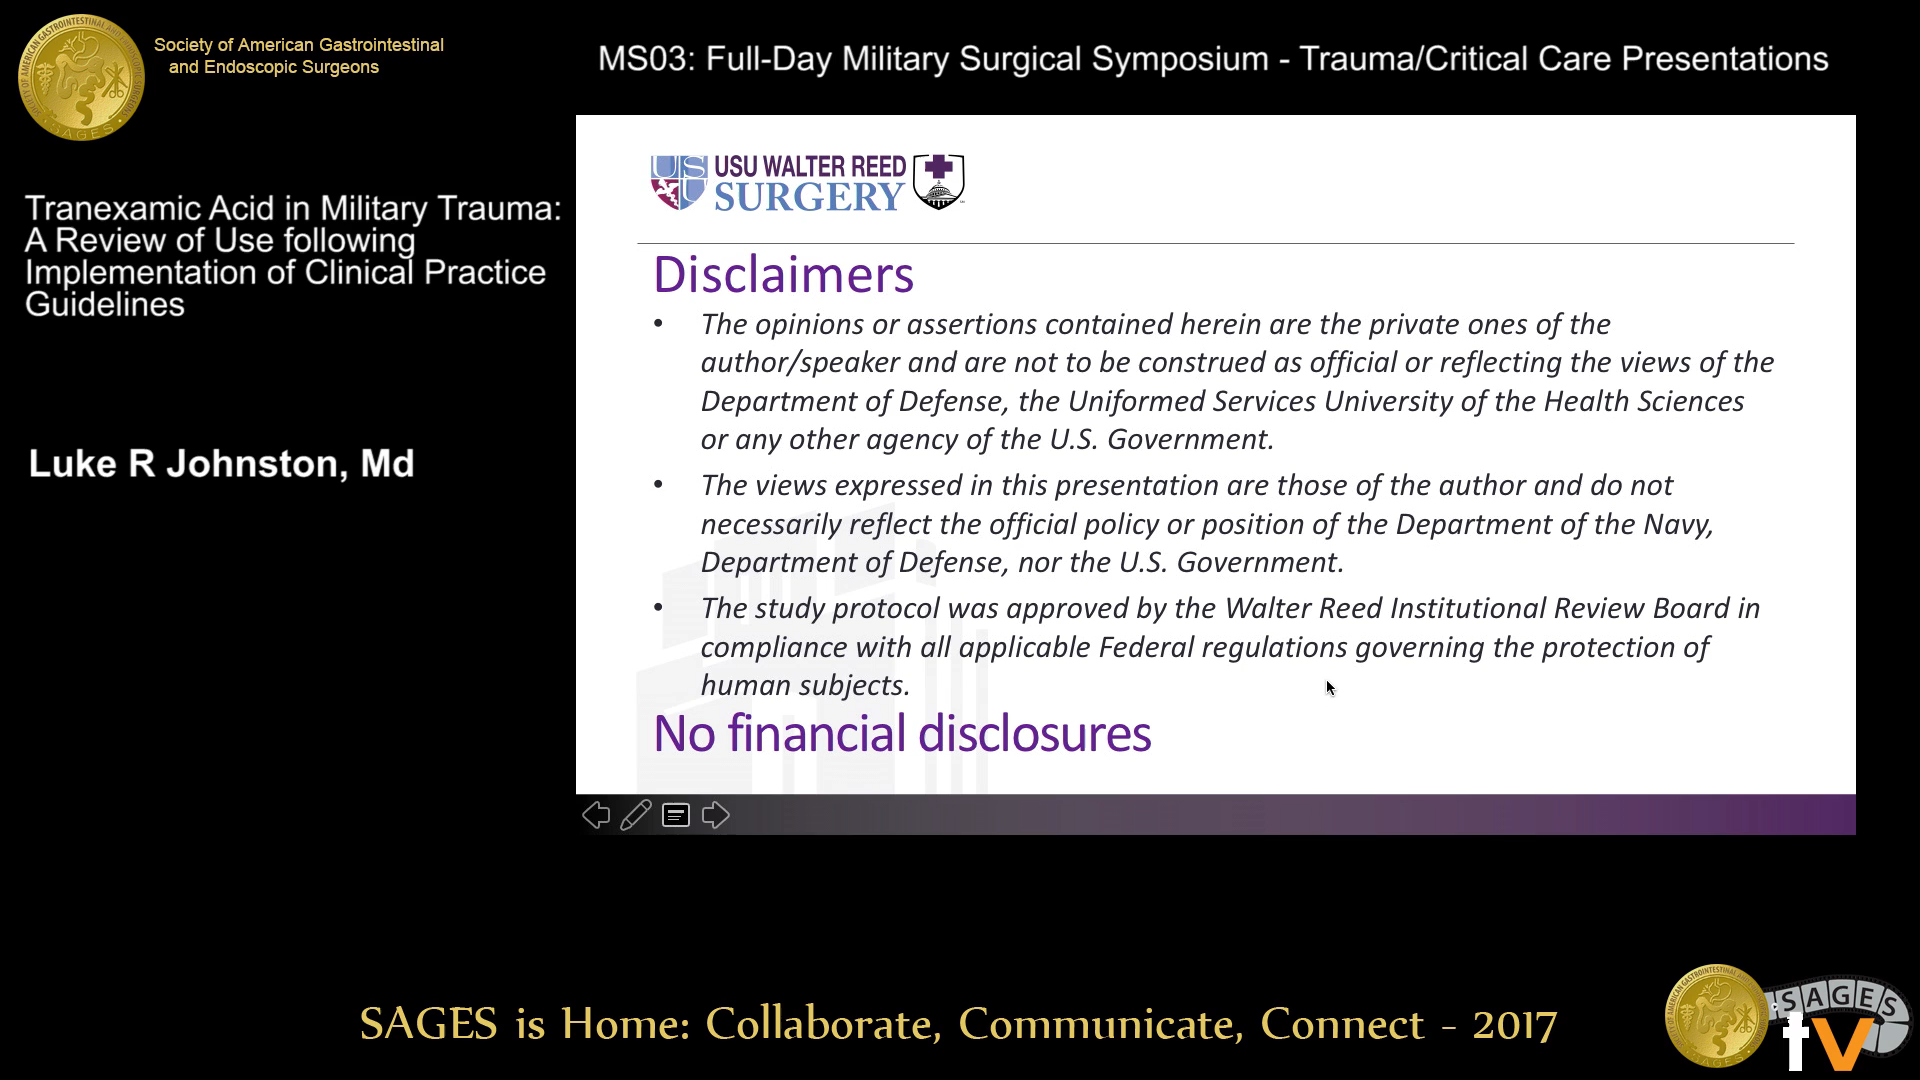 Society of American Gastrointestinal
and Endoscopic Surgeons
MS03: Full-Day Military Surgical Symposium - Trauma/Critical Care Presentations
Tranexamic Acid in Military Trauma:
A Review of Use following
Implementation of Clinical Practice
Guidelines
Luke R Johnston, Md
US
USU WALTER REED
SURGERY
Disclaimers
• The opinions or assertions contained herein are the private ones of the
author/speaker and are not to be construed as official or reflecting the views of the
Department of Defense, the Uniformed Services University of the Health Sciences
or any other agency of the U.S. Government.
• The views expressed in this presentation are those of the author and do not
necessarily reflect the official policy or position of the Department of the Navy,
Department of Defense, nor the U.S. Government.
• The study protocol was approved by the Walter Reed Institutional Review Board in
compliance with all applicable Federal regulations governing the protection of
human subjects.
No financial disclosures
SAGES is Home: Collaborate, Communicate, Connect - 2017
SAGES
tv